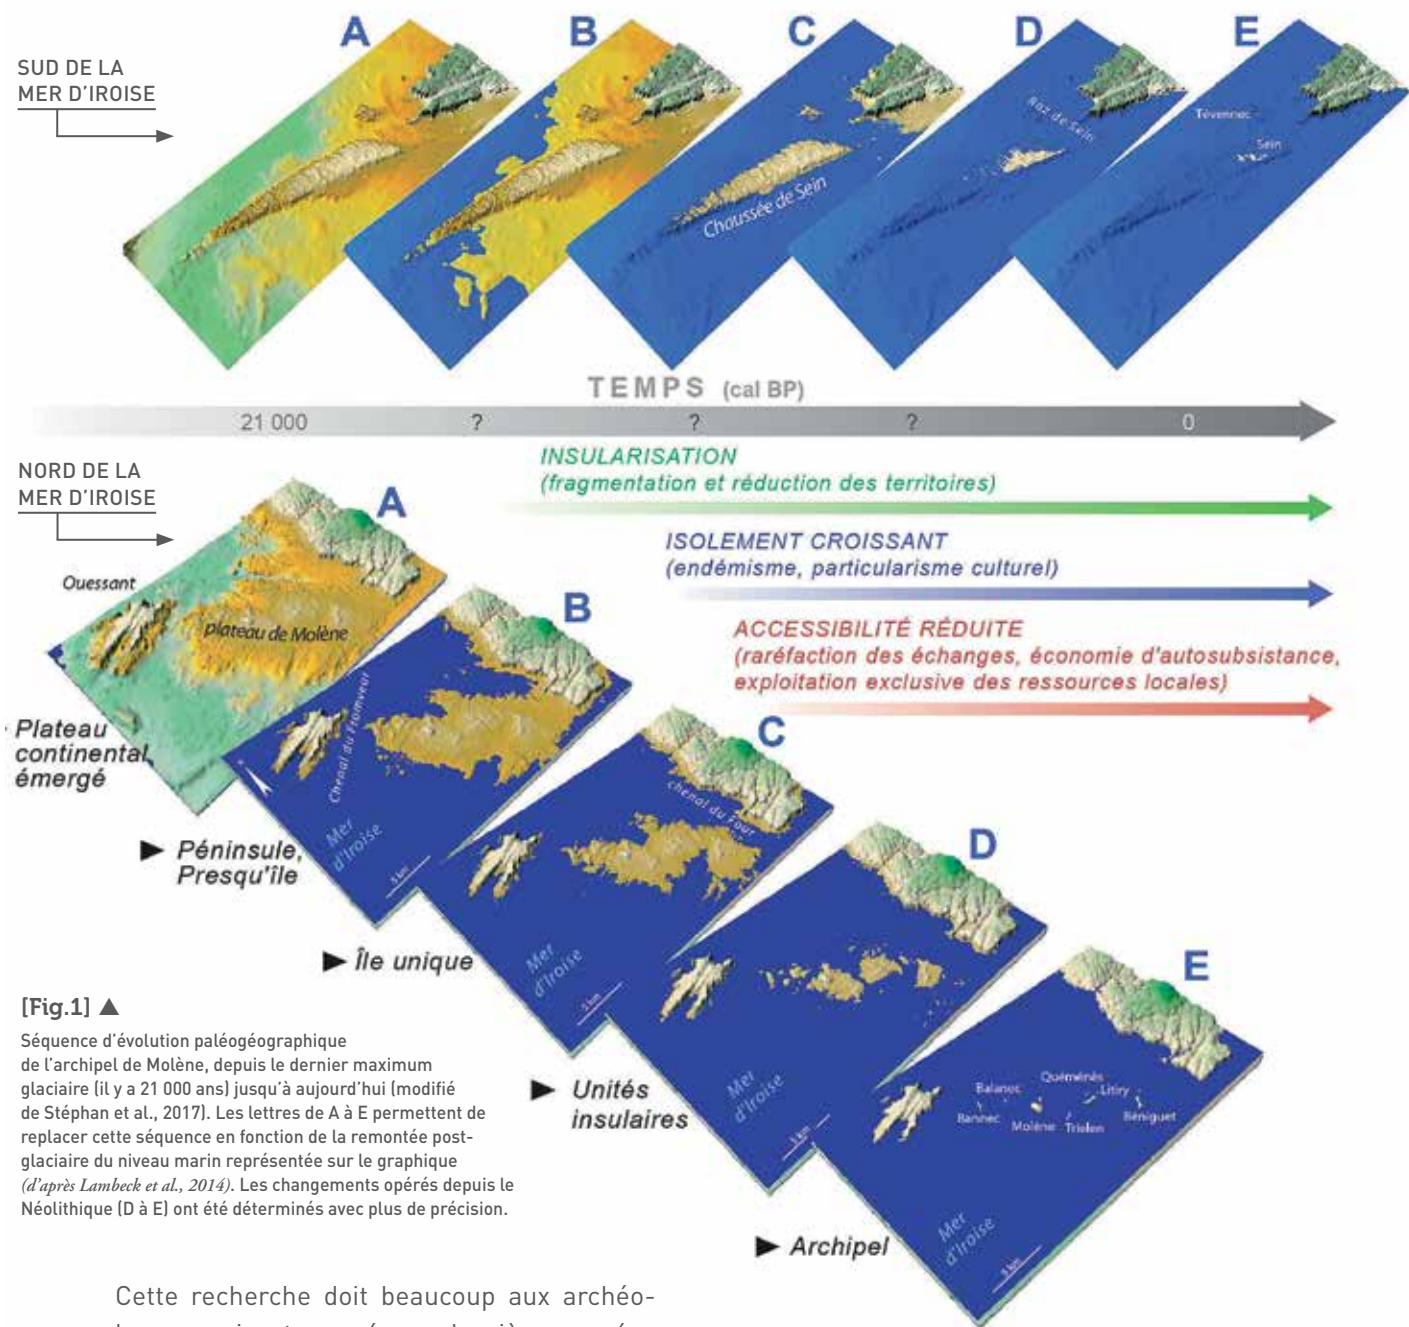 A
B
C
D
E
SUD DE LA
MER D'IROISE
Raz de Sein
Tévennec
Sein
Chaussée de Sein
TEMPS (cal BP)
21 000 ? ? ? 0
INSULARISATION
(fragmentation et réduction des territoires)
ISOLEMENT CROISSANT
(endémisme, particularisme culturel)
ACCESSIBILITÉ RÉDUITE
(raréfaction des échanges, économie d'autosubsistance,
exploitation exclusive des ressources locales)
NORD DE LA
MER D'IROISE
A
Ouessant
plateau de Molène
Plateau
continental
émergé
B
Chenal du Fromveur
Mer
d'Iroise
5 km
► Péninsule,
Presqu'île
C
chenal du Four
Mer
d'Iroise
5 km
► Île unique
D
Mer
d'Iroise
5 km
► Unités
insulaires
E
Balanec
Quéménès
Litiry
Bannec
Molène
Trielen
Béniguet
Mer
d'Iroise
5 km
► Archipel
[Fig.1] ▲
Séquence d'évolution paléogéographique
de l'archipel de Molène, depuis le dernier maximum
glaciaire (il y a 21 000 ans) jusqu'à aujourd'hui (modifié
de Stéphan et al., 2017). Les lettres de A à E permettent de
replacer cette séquence en fonction de la remontée post-
glaciaire du niveau marin représentée sur le graphique
(d'après Lambeck et al., 2014). Les changements opérés depuis le
Néolithique (D à E) ont été déterminés avec plus de précision.
Cette recherche doit beaucoup aux archéo-